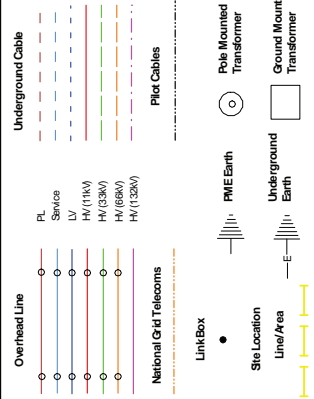 Overhead Line
Underground Cable
PL
Service
LV
HV (11kV)
HV (33kV)
HV (66kV)
HV (132kV)
National Grid Telecoms
Pilot Cables
Link Box
PME Earth
Pole Mounted
Transformer
Site Location
Line/Area
E
Underground
Earth
Ground Mount
Transformer